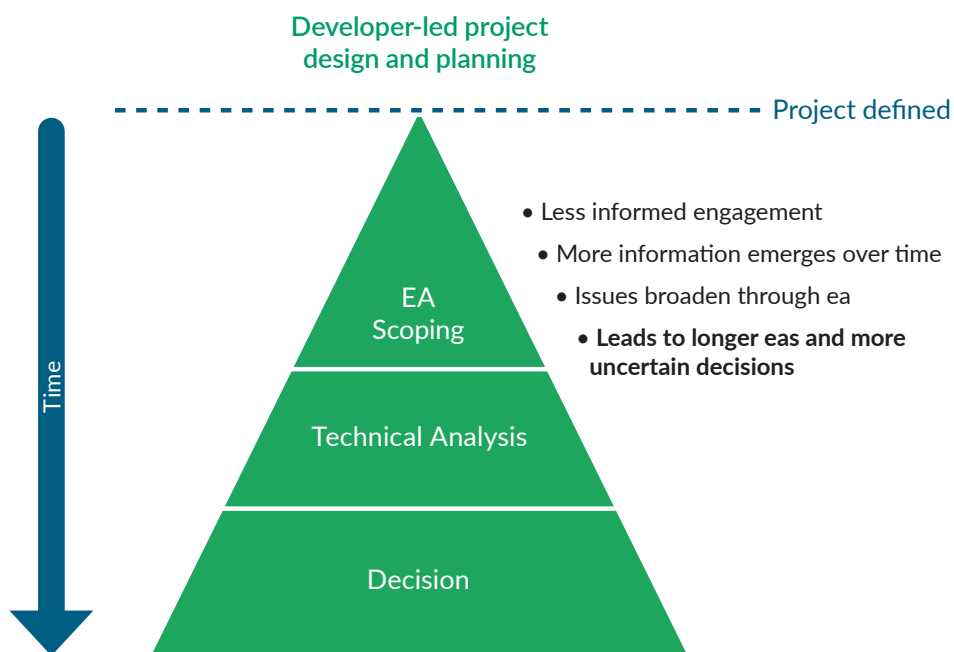 Developer-led project
design and planning
Project defined
• Less informed engagement
• More information emerges over time
• Issues broaden through ea
• Leads to longer eas and more
uncertain decisions
EA
Scoping
Time
Technical Analysis
Decision